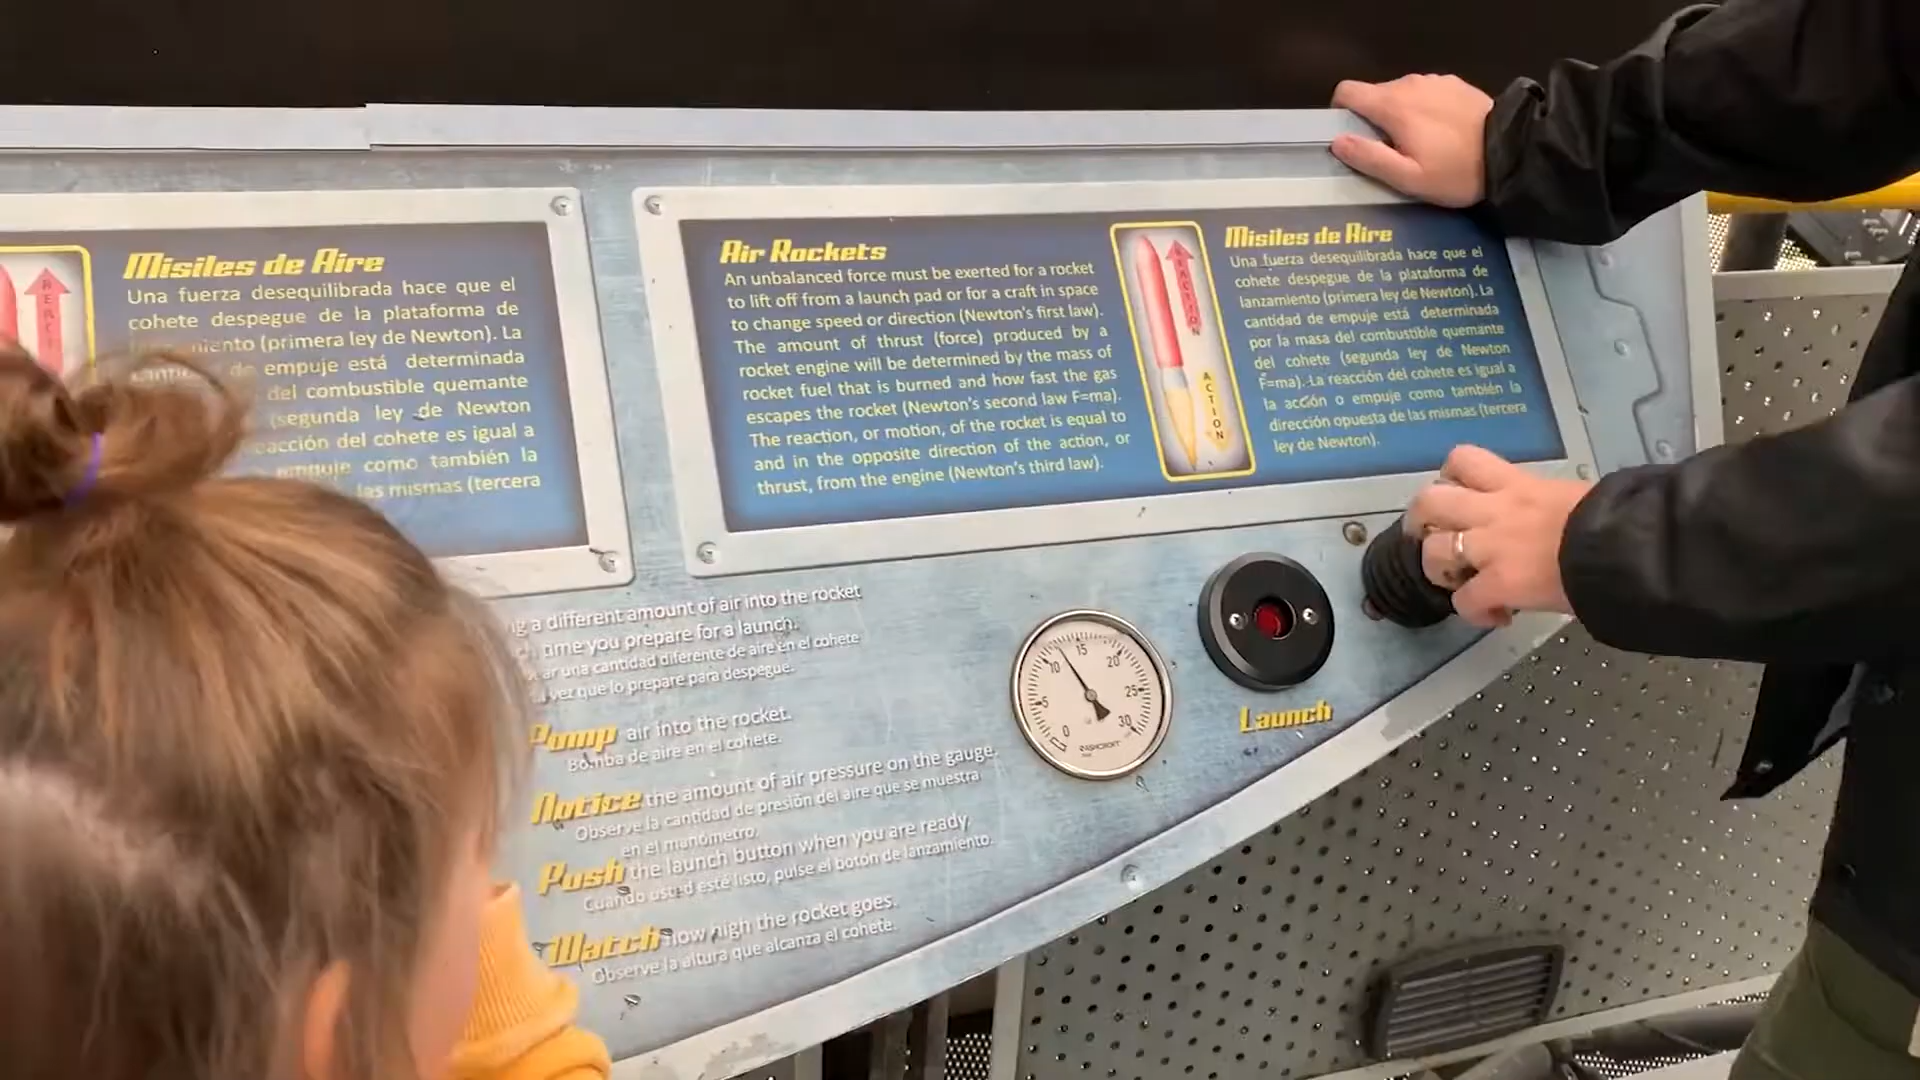 Misiles de Aire
Una fuerza desequilibrada hace que el
cohete despegue de la plataforma de
(primera ley de Newton). La
de empuje está determinada
del combustible quemante
(segunda ley de Newton
cción del cohete es igual a
empuje como también la
las mismas (tercera
REACT
Air Rockets
An unbalanced force must be exerted for a rocket
to lift off from a launch pad or for a craft in space
to change speed or direction (Newton's first law).
The amount of thrust (force) produced by a
rocket engine will be determined by the mass of
rocket fuel that is burned and how fast the gas
escapes the rocket (Newton's second law F=ma).
The reaction, or motion, of the rocket is equal to
and in the opposite direction of the action, or
thrust, from the engine (Newton's third law).
REACTION
ACTION
Misiles de Aire
Una fuerza desequilibrada hace que el
cohete despegue de la plataforma de
lanzamiento (primera ley de Newton). La
cantidad de empuje está determinada
por la masa del combustible quemante
del cohete (segunda ley de Newton
F=ma). La reacción del cohete es igual a
la acción o empuje como también la
dirección opuesta de las mismas (tercera
ley de Newton).
a different amount of air into the rocket
time you prepare for a launch.
una cantidad diferente de aire en el cohete
vez que lo prepare para despegue.
Pump air into the rocket.
Bomba de aire en el cohete.
Notice the amount of air pressure on the gauge.
Observe la cantidad de presión del aire que se muestra
en el manómetro.
Push the launch button when you are ready.
Cuando usted esté listo, pulse el botón de lanzamiento.
Watch how high the rocket goes.
Observe la altura que alcanza el cohete.
0 5 10 15 20 25 30
ASHCROFT
Launch